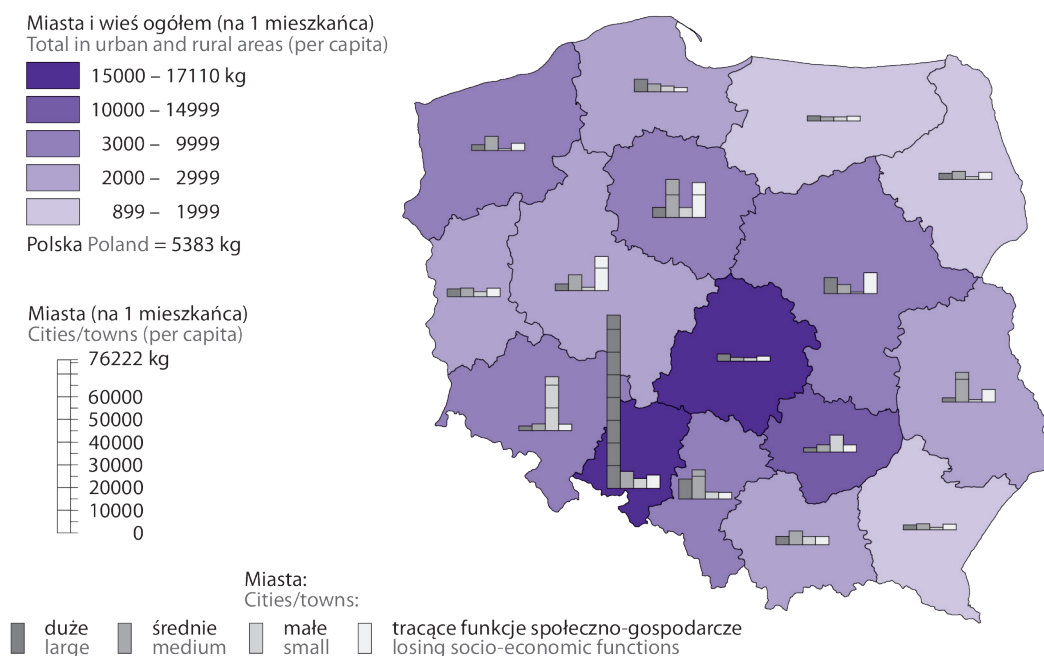 Miasta i wieś ogółem (na 1 mieszkańca)
Total in urban and rural areas (per capita)
15000 – 17110 kg
10000 – 14999
3000 – 9999
2000 – 2999
899 – 1999
Polska Poland = 5383 kg
Miasta (na 1 mieszkańca)
Cities/towns (per capita)
76222 kg
60000
50000
40000
30000
20000
10000
0
Miasta:
Cities/towns:
duże średnie małe tracące funkcje społeczno-gospodarcze
large medium small losing socio-economic functions